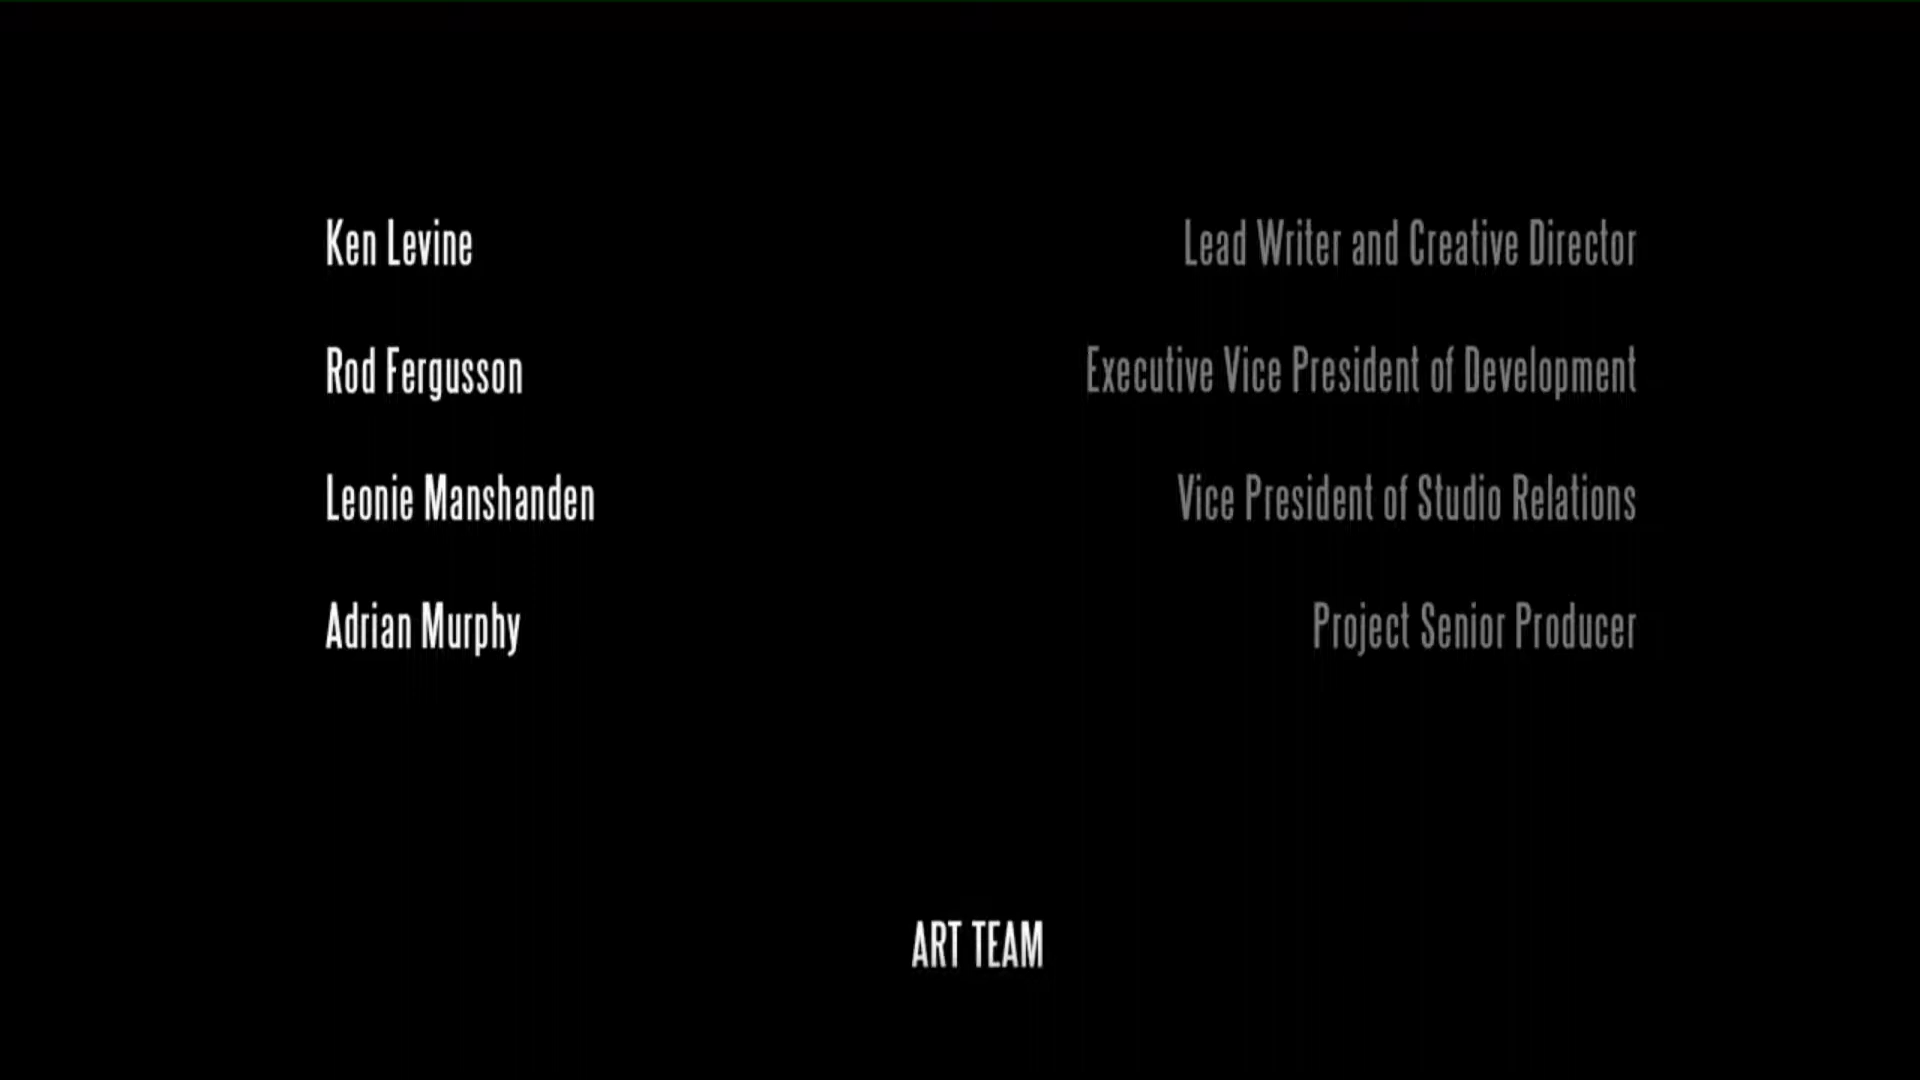 Ken Levine Lead Writer and Creative Director
Rod Fergusson Executive Vice President of Development
Leonie Manshanden Vice President of Studio Relations
Adrian Murphy Project Senior Producer
ART TEAM